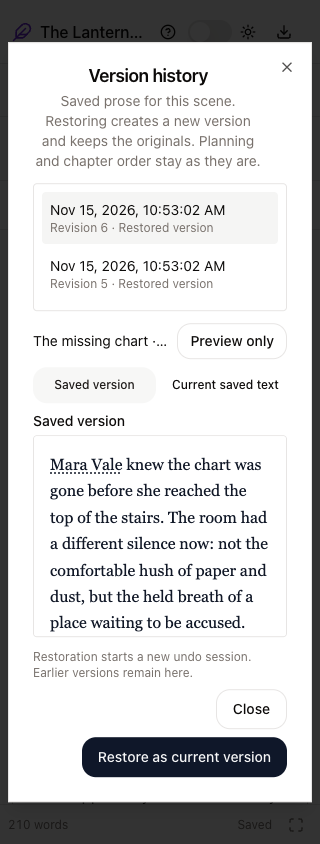 The Lantern...
Version history
Saved prose for this scene.
Restoring creates a new version
and keeps the originals. Planning
and chapter order stay as they are.
Nov 15, 2026, 10:53:02 AM
Revision 6 · Restored version
Nov 15, 2026, 10:53:02 AM
Revision 5 · Restored version
The missing chart ·...
Preview only
Saved version
Current saved text
Saved version
Mara Vale knew the chart was
gone before she reached the
top of the stairs. The room had
a different silence now: not the
comfortable hush of paper and
dust, but the held breath of a
place waiting to be accused.
Restoration starts a new undo session.
Earlier versions remain here.
Close
Restore as current version
210 words
Saved